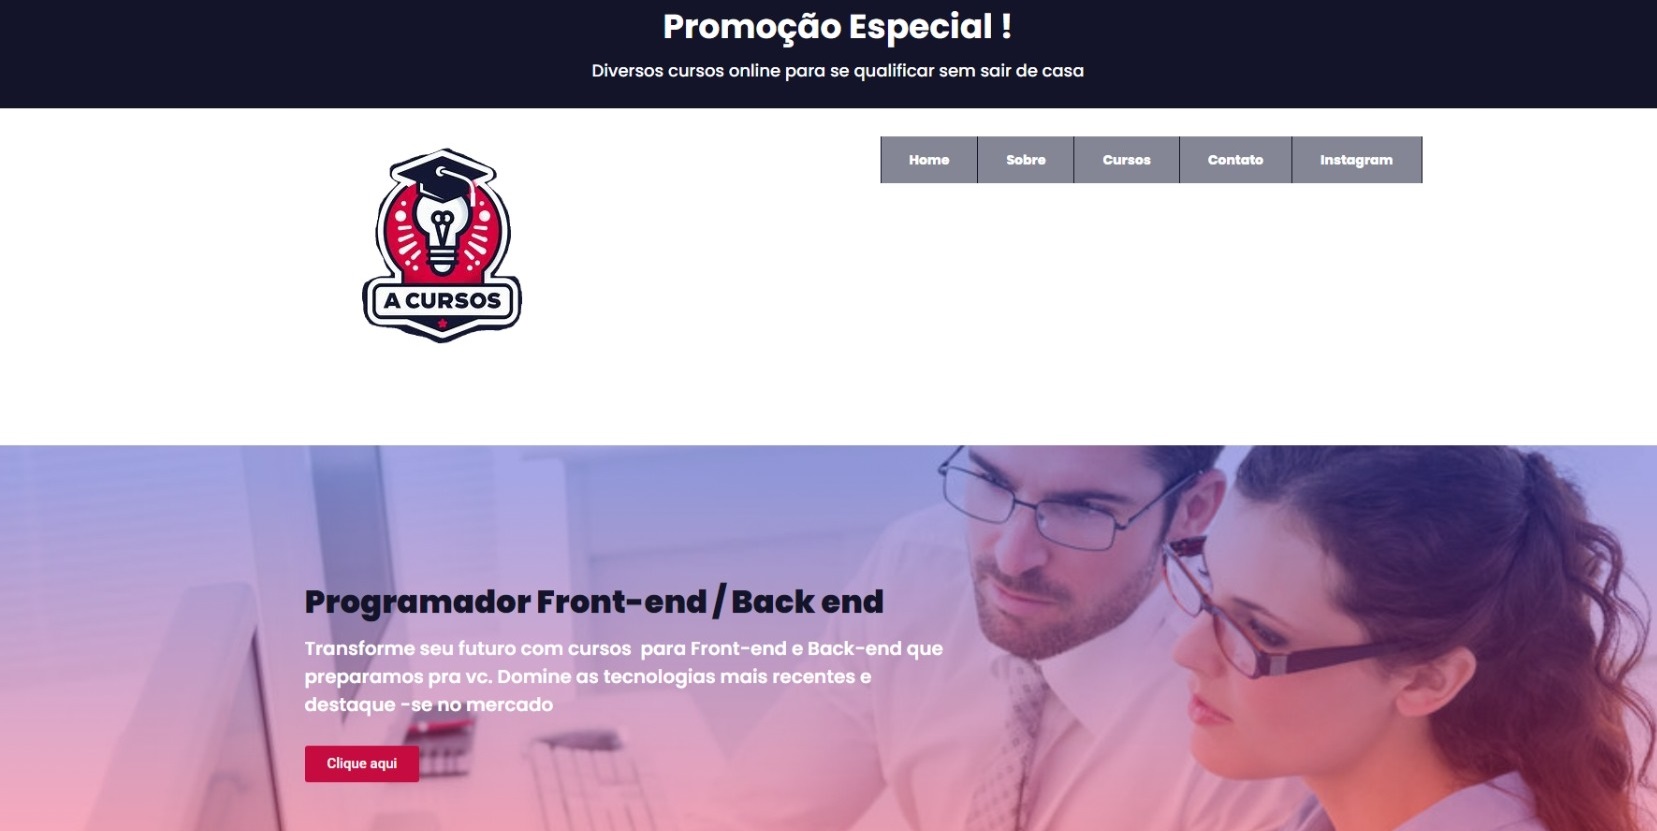 Promoção Especial !
Diversos cursos online para se qualificar sem sair de casa
Home Sobre Cursos Contato Instagram
A CURSOS
Programador Front-end / Back end
Transforme seu futuro com cursos  para Front-end e Back-end que
preparamos pra vc. Domine as tecnologias mais recentes e
destaque -se no mercado
Clique aqui